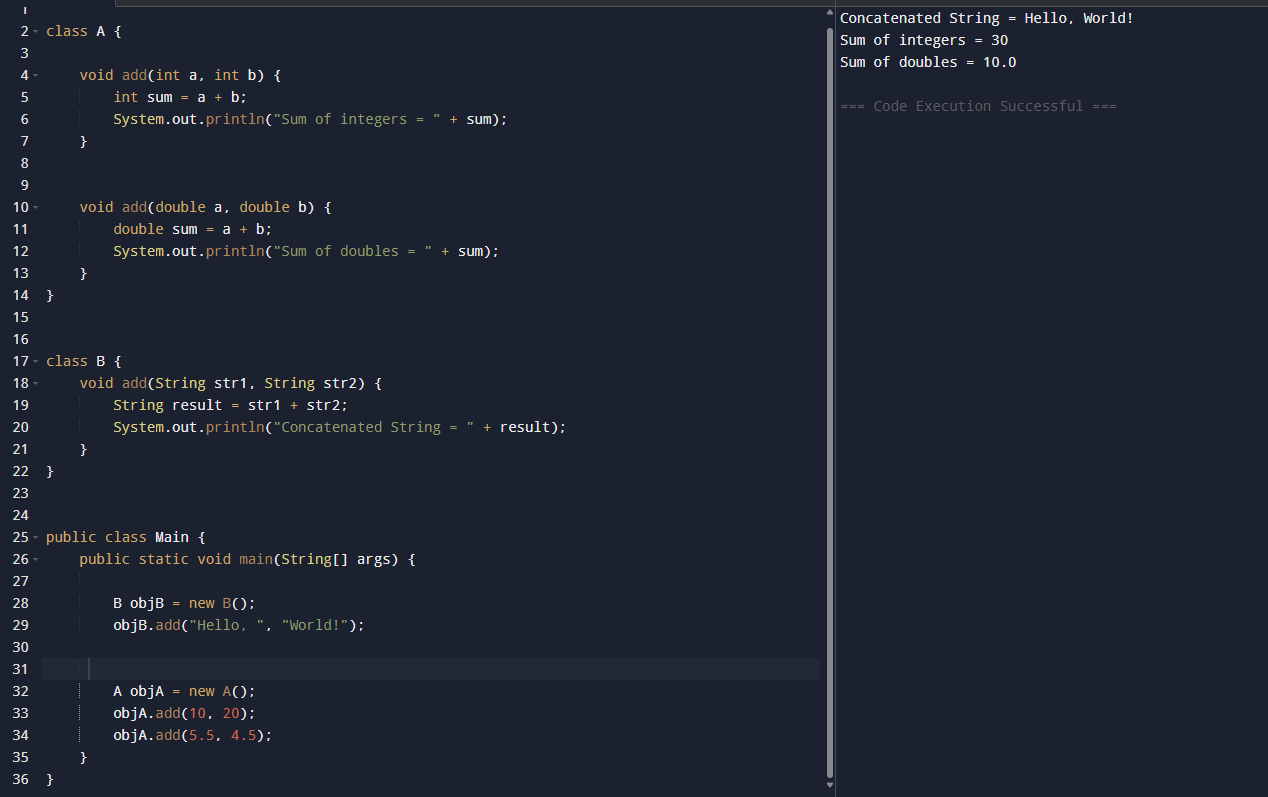 1
2 class A {
3
4     void add(int a, int b) {
5         int sum = a + b;
6         System.out.println("Sum of integers = " + sum);
7     }
8
9
10     void add(double a, double b) {
11         double sum = a + b;
12         System.out.println("Sum of doubles = " + sum);
13     }
14 }
15
16
17 class B {
18     void add(String str1, String str2) {
19         String result = str1 + str2;
20         System.out.println("Concatenated String = " + result);
21     }
22 }
23
24
25 public class Main {
26     public static void main(String[] args) {
27
28         B objB = new B();
29         objB.add("Hello, ", "World!");
30
31
32         A objA = new A();
33         objA.add(10, 20);
34         objA.add(5.5, 4.5);
35     }
36 }
Concatenated String = Hello, World!
Sum of integers = 30
Sum of doubles = 10.0
=== Code Execution Successful ===